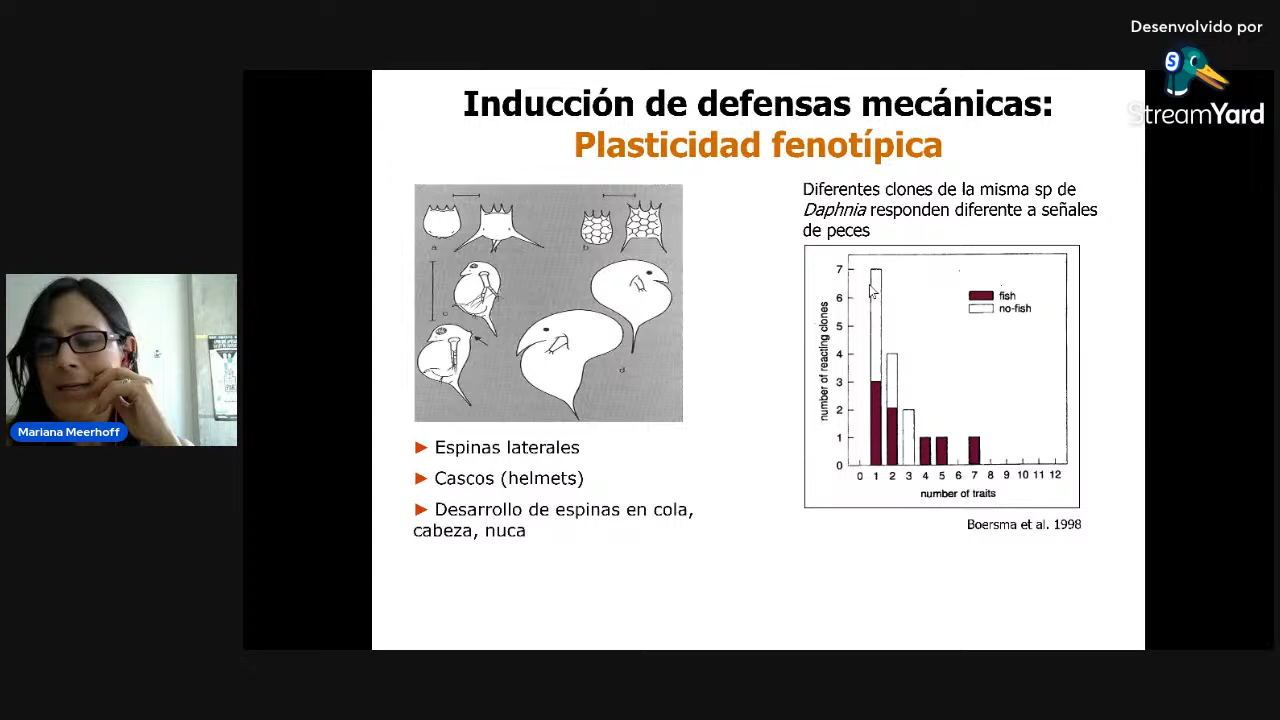 Desenvolvido por
StreamYard
Inducción de defensas mecánicas:
Plasticidad fenotípica
a
b
c
d
► Espinas laterales
► Cascos (helmets)
► Desarrollo de espinas en cola,
cabeza, nuca
Diferentes clones de la misma sp de
Daphnia responden diferente a señales
de peces
number of reacting clones
7
6
5
4
3
2
1
0
fish
no-fish
0 1 2 3 4 5 6 7 8 9 10 11 12
number of traits
Boersma et al. 1998
Mariana Meerhoff